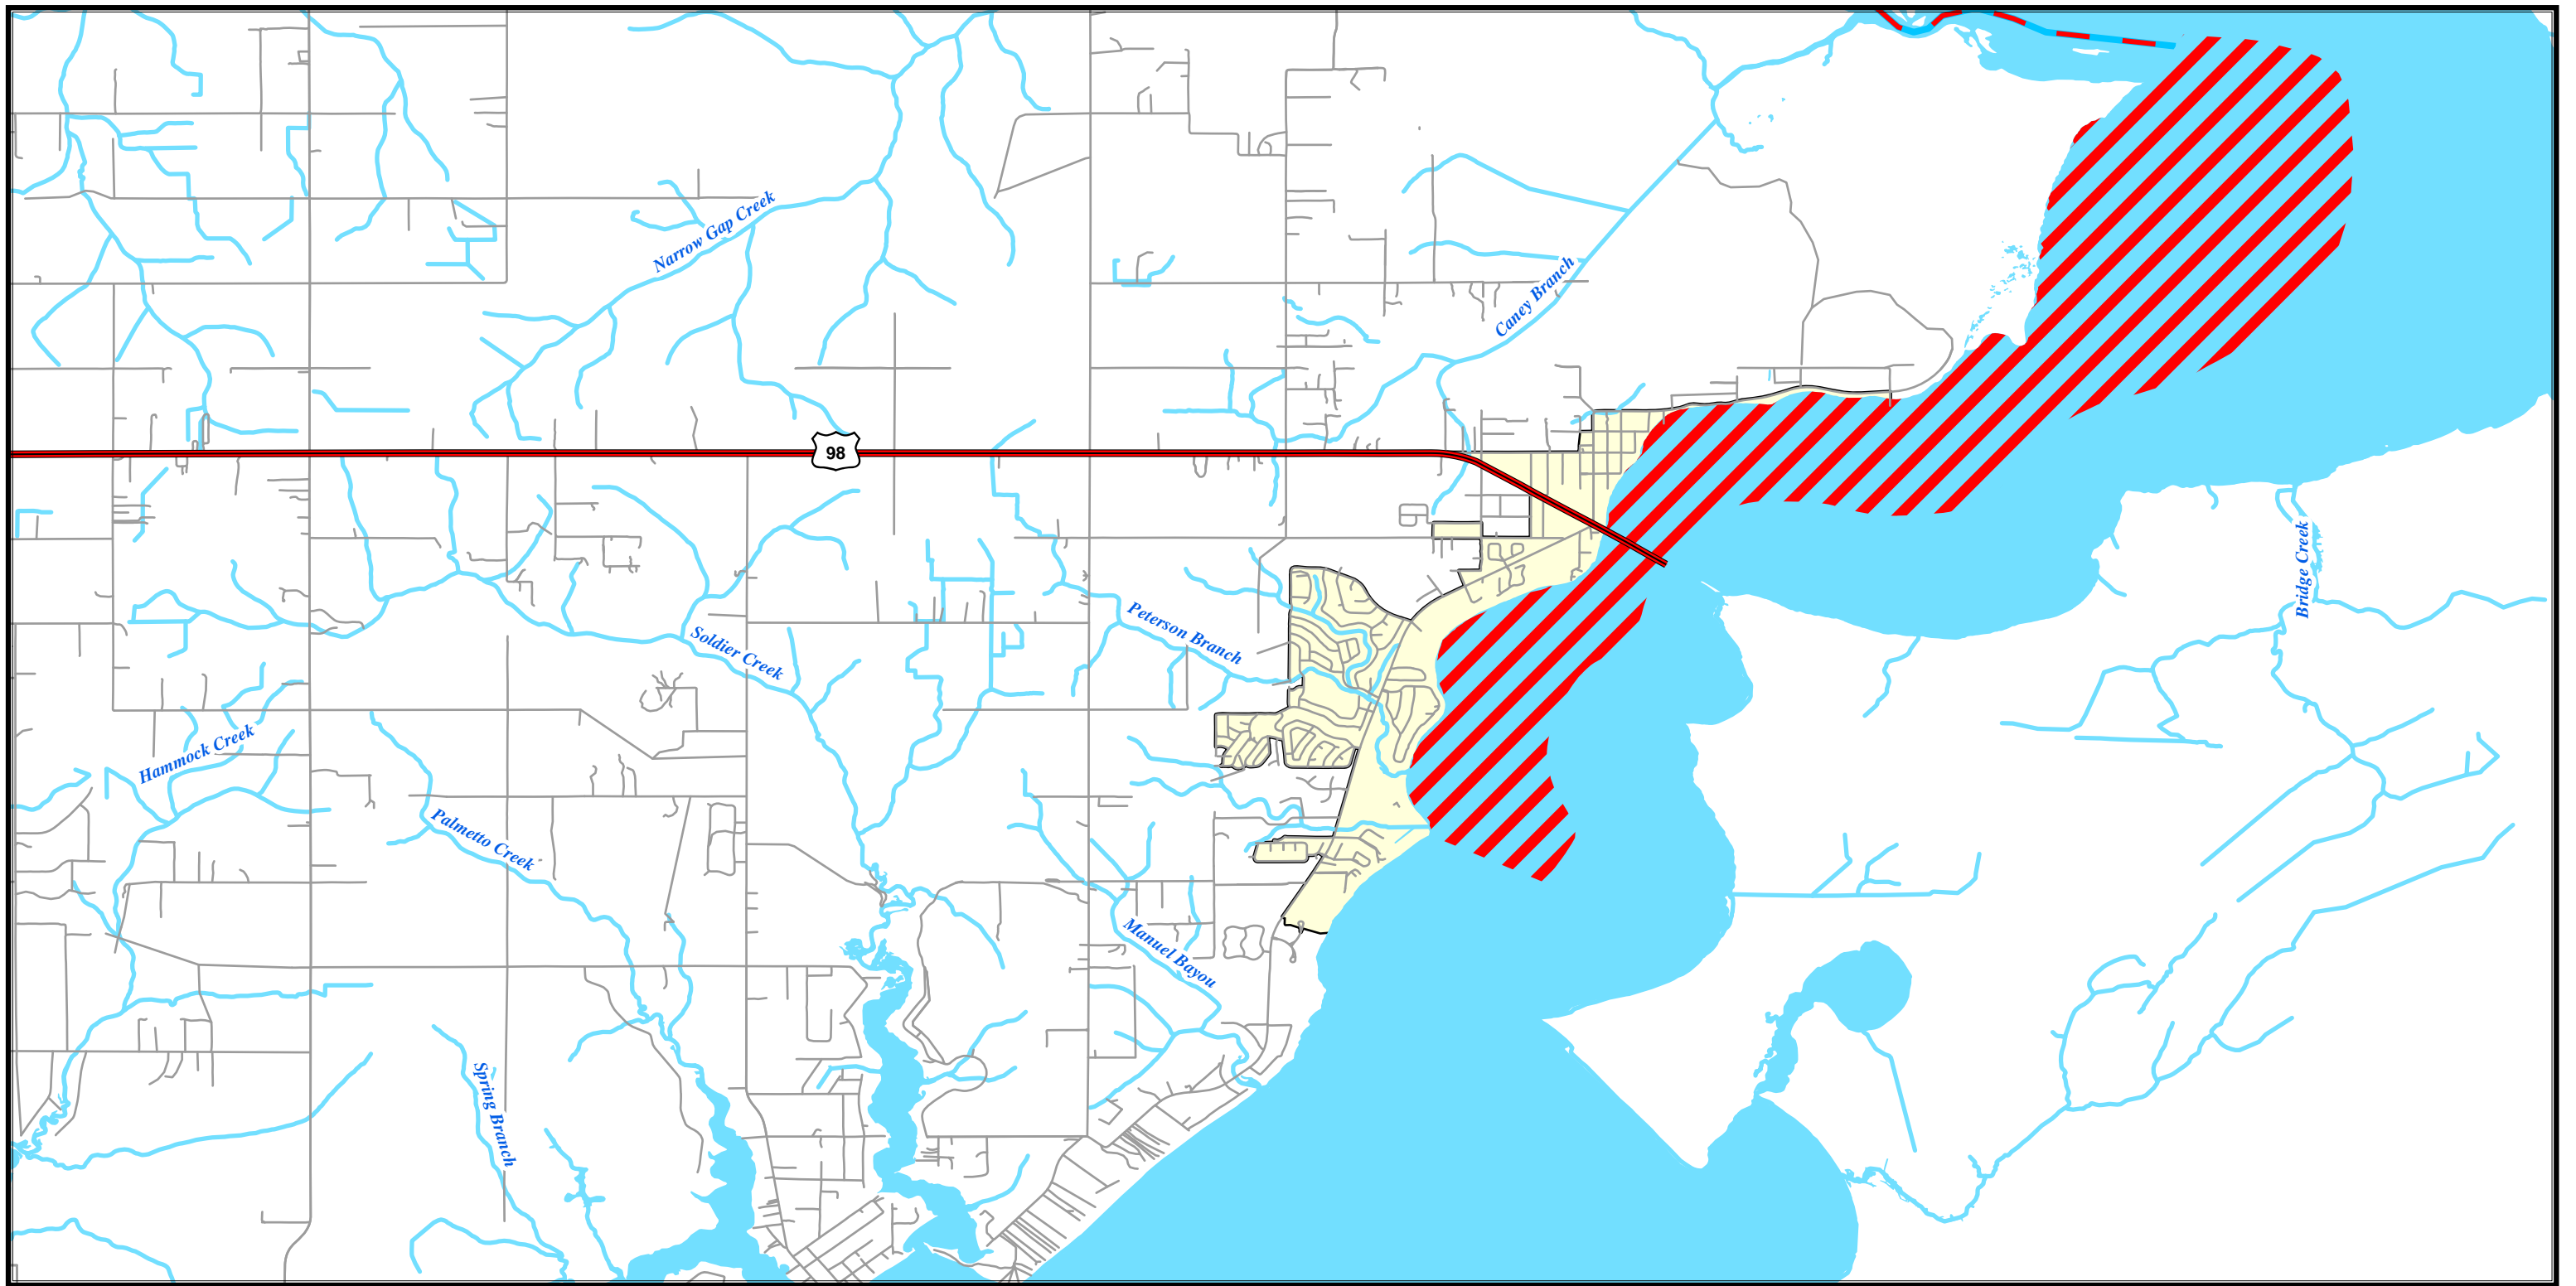 Narrow Gap Creek
Caney Branch
98
Bridge Creek
Peterson Branch
Soldier Creek
Hammock Creek
Palmetto Creek
Manuel Bayou
Spring Branch